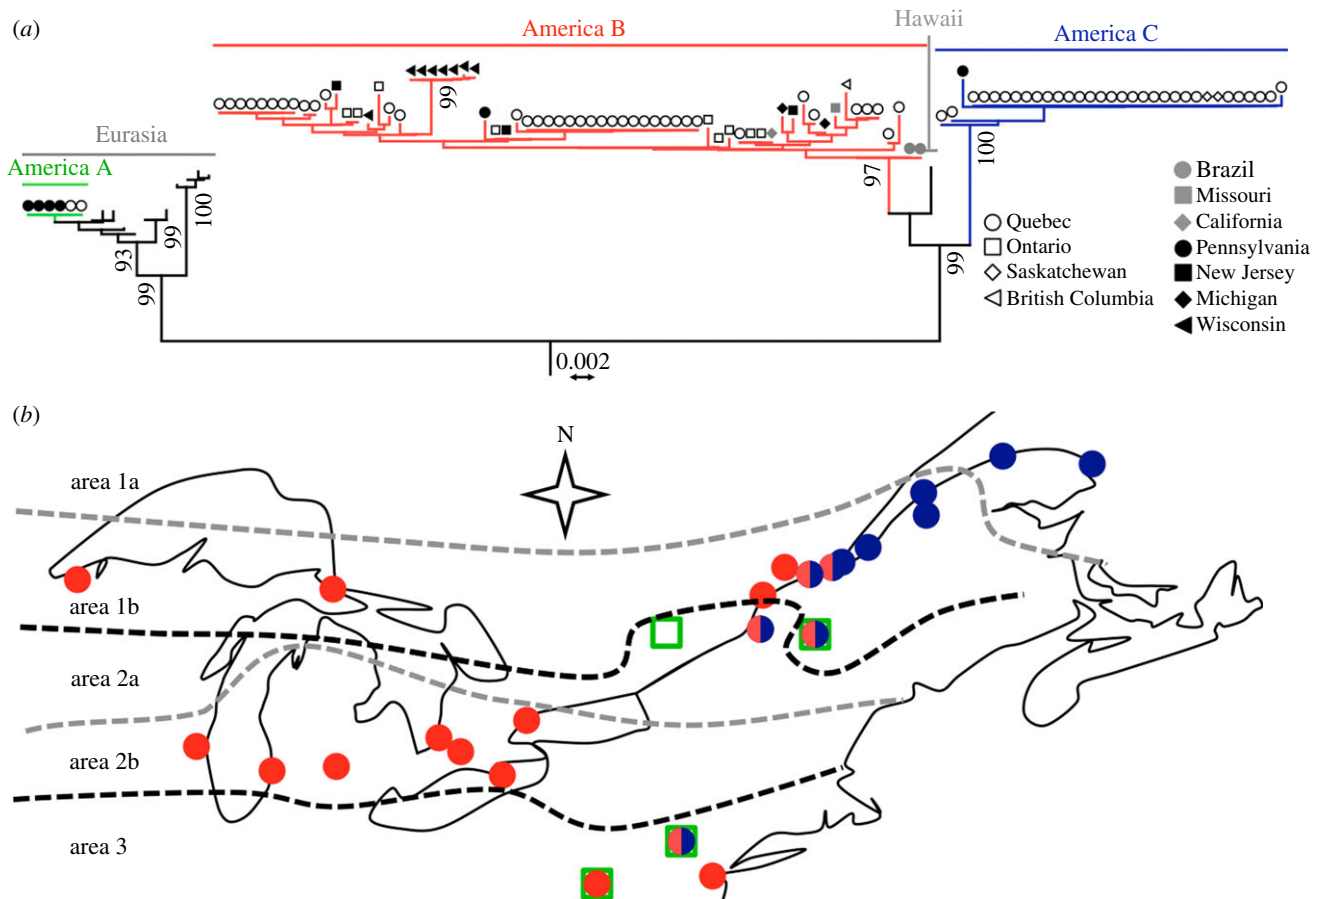 (a)
Hawaii
America B
America C
Eurasia
America A
99
97
100
100
99
93
99
99
Brazil
Missouri
California
Pennsylvania
New Jersey
Michigan
Wisconsin
Quebec
Ontario
Saskatchewan
British Columbia
0.002
(b)
N
area 1a
area 1b
area 2a
area 2b
area 3